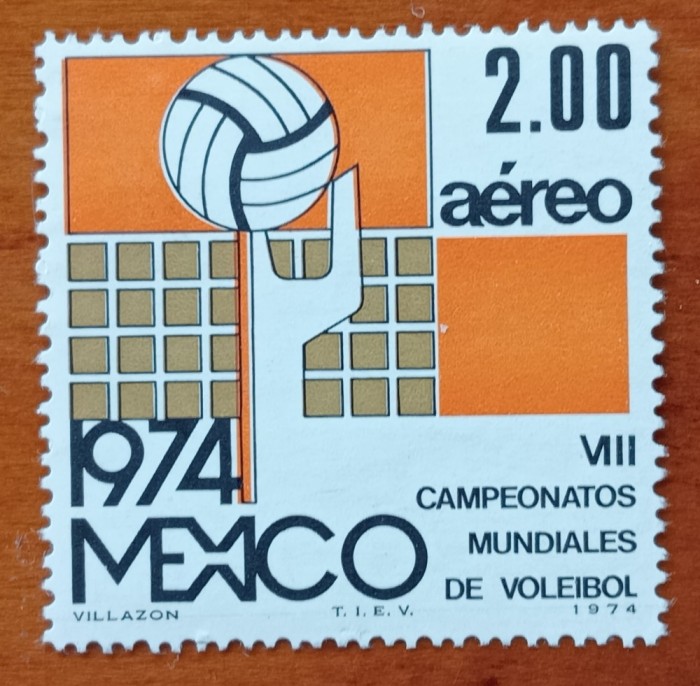 2.00
aéreo
1974
MEXICO
VIII
CAMPEONATOS
MUNDIALES
DE VOLEIBOL
VILLAZON T. I. E. V. 1974